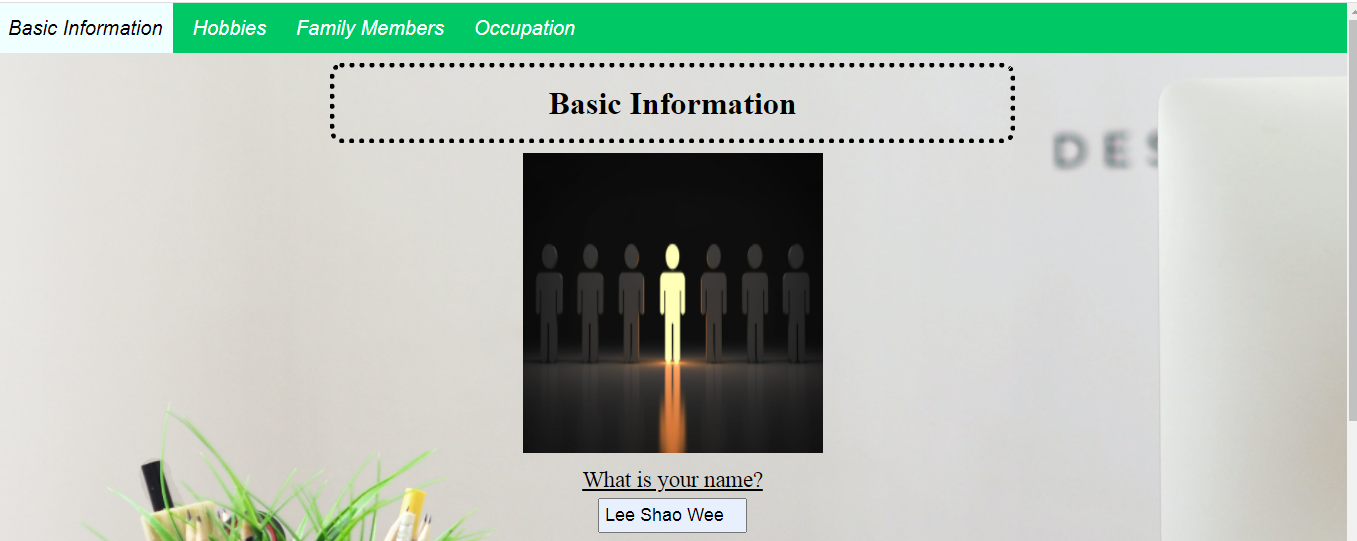 Basic Information Hobbies Family Members Occupation
Basic Information
DES
What is your name?
Lee Shao Wee